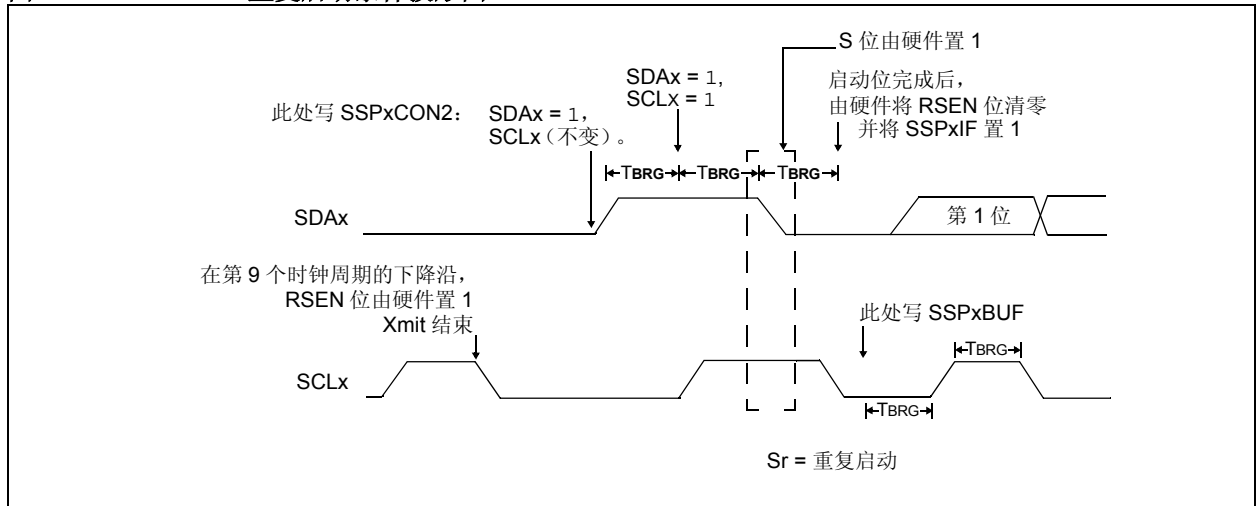 S 位由硬件置 1
SDAx = 1,
SCLx = 1
启动位完成后，
由硬件将 RSEN 位清零
并将 SSPxIF 置 1
此处写 SSPxCON2：
SDAx = 1，
SCLx（不变）。
TBRG
TBRG
TBRG
SDAx
第 1 位
在第 9 个时钟周期的下降沿，
RSEN 位由硬件置 1
Xmit 结束
此处写 SSPxBUF
TBRG
SCLx
TBRG
Sr = 重复启动